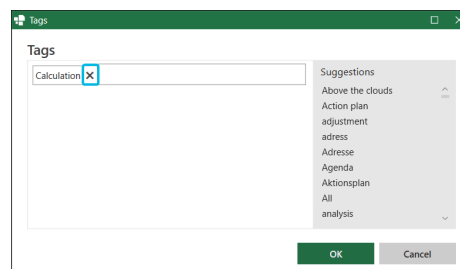 Tags
Tags
Calculation
Suggestions
Above the clouds
Action plan
adjustment
adress
Adresse
Agenda
Aktionsplan
All
analysis
OK
Cancel